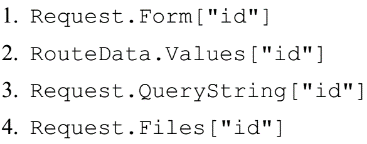 1. Request.Form["id"]
2. RouteData.Values["id"]
3. Request.QueryString["id"]
4. Request.Files["id"]